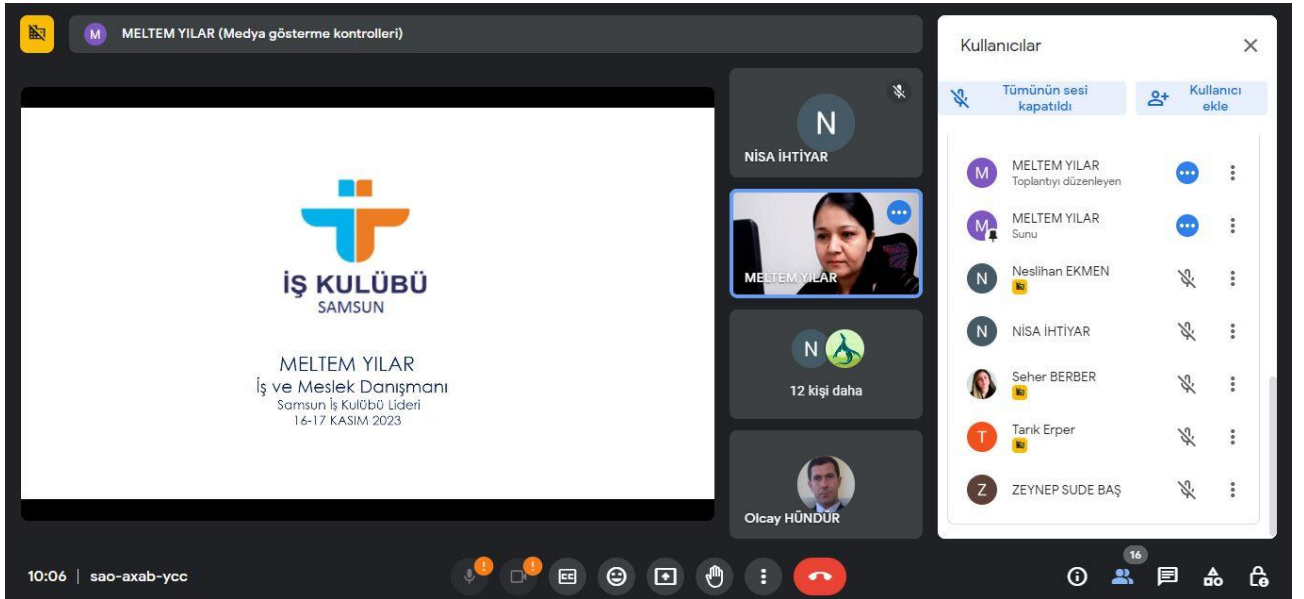 M MELTEM YILAR (Medya gösterme kontrolleri)
İŞ KULÜBÜ
SAMSUN
MELTEM YILAR
İş ve Meslek Danışmanı
Samsun İş Kulübü Lideri
16-17 KASIM 2023
N
NİSA İHTİYAR
MELTEM YILAR
N
12 kişi daha
Olcay HÜNDÜR
Kullanıcılar
Tümünün sesi
kapatıldı
Kullanıcı
ekle
M MELTEM YILAR
Toplantıyı düzenleyen
M MELTEM YILAR
Sunu
N Neslihan EKMEN
N NİSA İHTİYAR
Seher BERBER
T Tarık Erper
Z ZEYNEP SUDE BAŞ
10:06 | sao-axab-ycc
CC
16